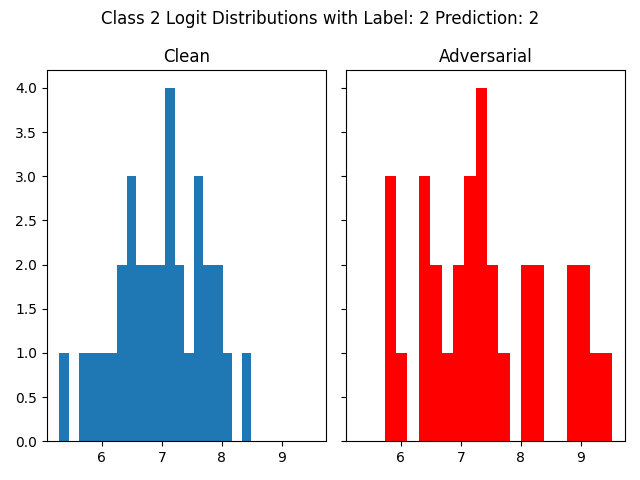 Class 2 Logit Distributions with Label: 2 Prediction: 2
Clean
Adversarial
4.0
3.5
3.0
2.5
2.0
1.5
1.0
0.5
0.0
6 7 8 9
6 7 8 9